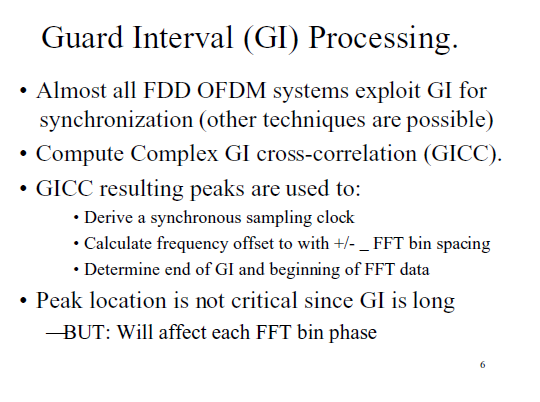 Guard Interval (GI) Processing.
• Almost all FDD OFDM systems exploit GI for
synchronization (other techniques are possible)
• Compute Complex GI cross-correlation (GICC).
• GICC resulting peaks are used to:
• Derive a synchronous sampling clock
• Calculate frequency offset to with +/- _ FFT bin spacing
• Determine end of GI and beginning of FFT data
• Peak location is not critical since GI is long
—BUT: Will affect each FFT bin phase
6